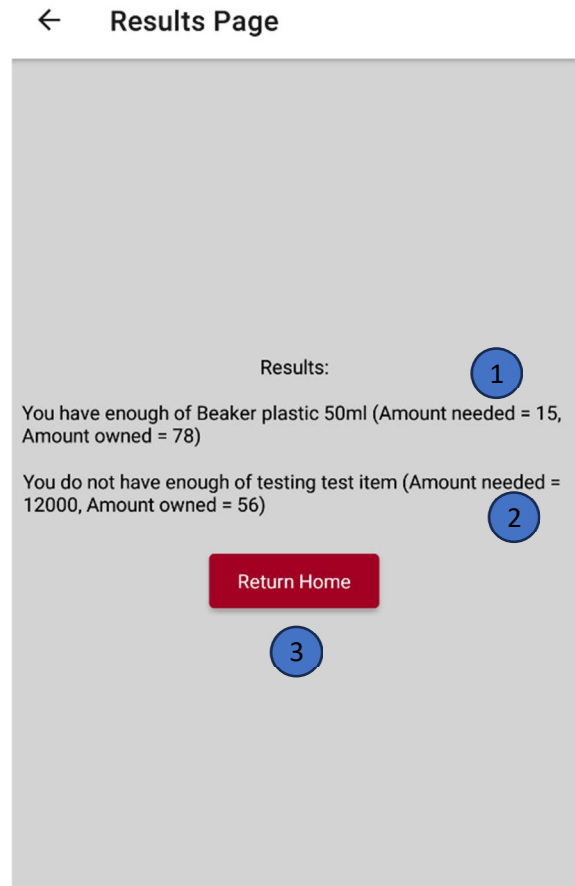 ← Results Page
Results:
1
You have enough of Beaker plastic 50ml (Amount needed = 15,
Amount owned = 78)
You do not have enough of testing test item (Amount needed =
12000, Amount owned = 56)
2
Return Home
3